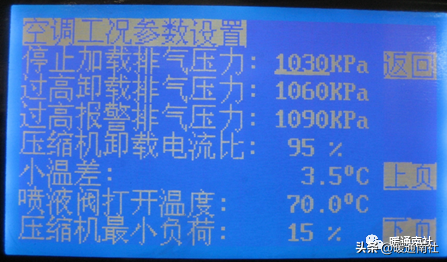 空调工况参数设置
停止加载排气压力: 1030KPa 返回
过高卸载排气压力: 1060KPa
过高报警排气压力: 1090KPa
压缩机卸载电流比: 95 %
小温差: 3.5°C 上页
喷液阀打开温度: 70.0°C
压缩机最小负荷: 15 % 下页
暖通南社
头条@暖通南社